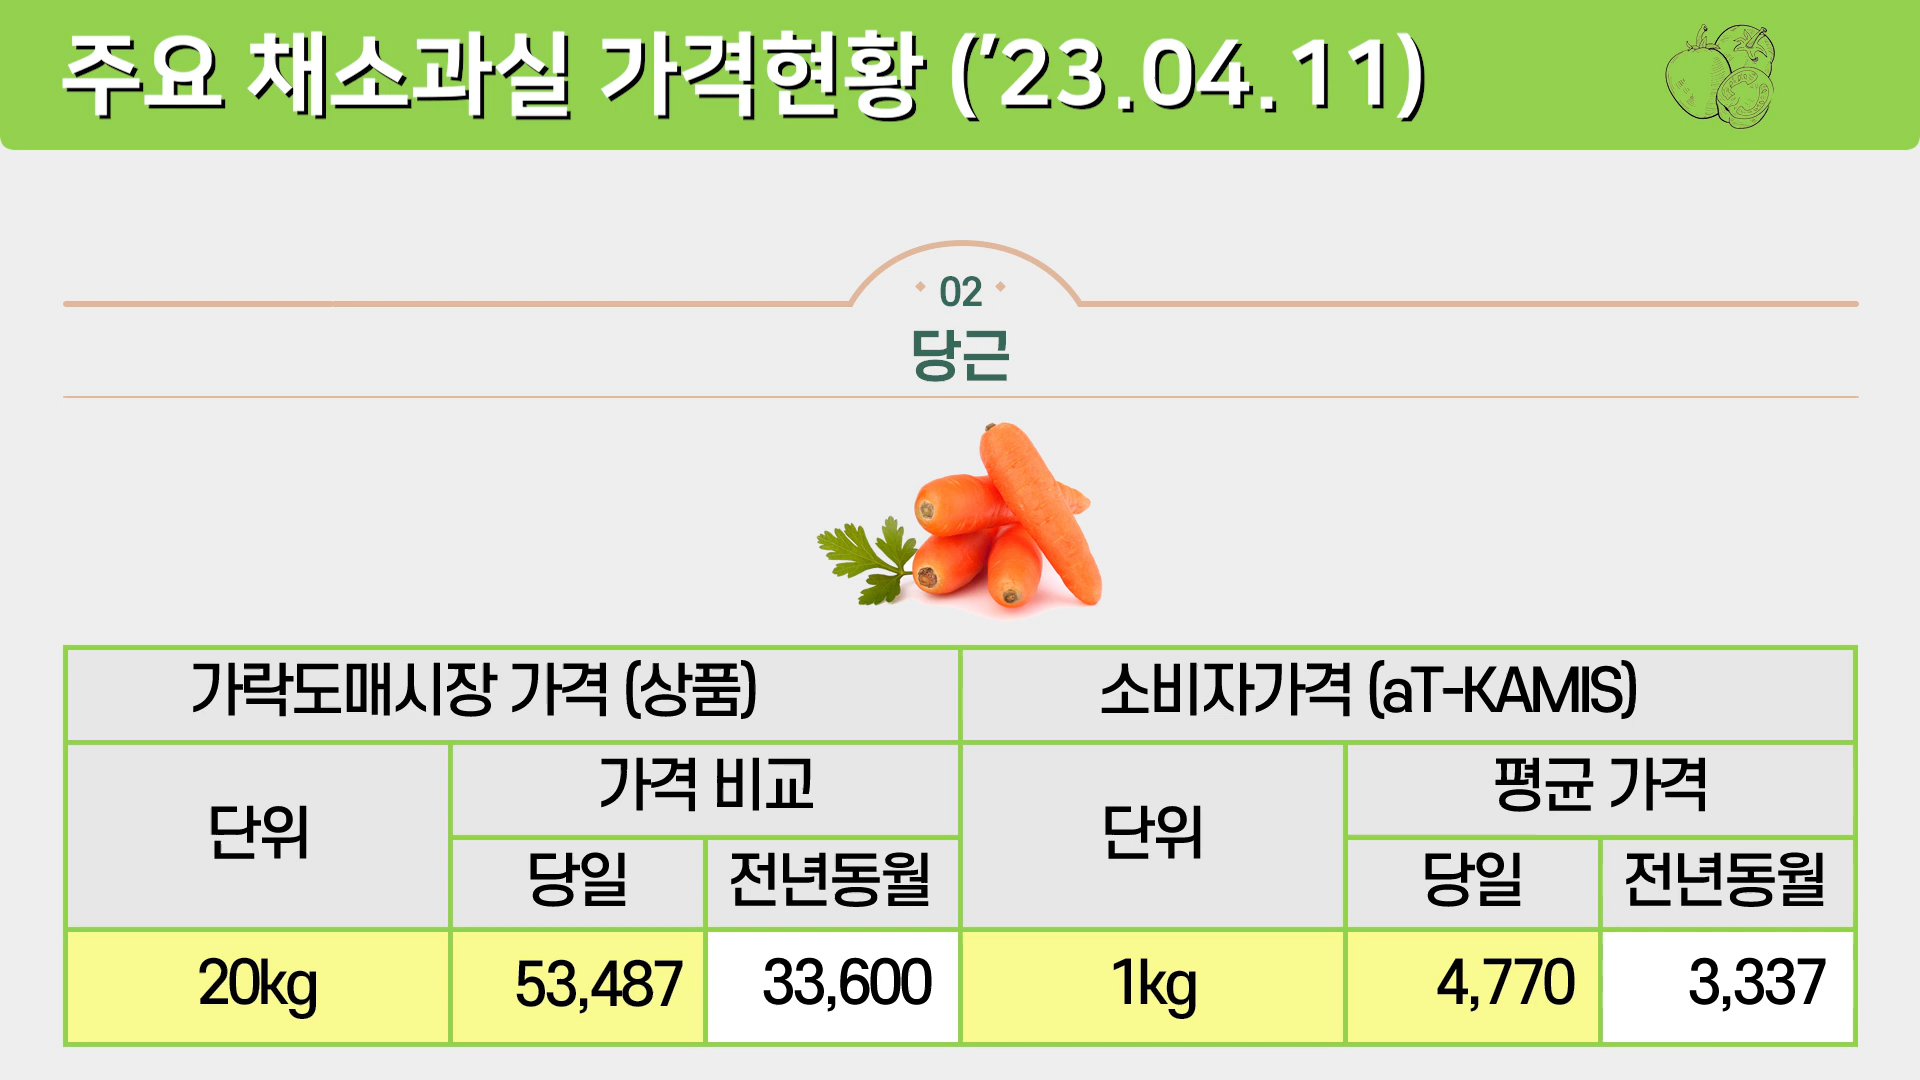 주요 채소과실 가격현황 (’23.04.11)
02
당근
가락도매시장 가격 (상품) 소비자가격 (aT-KAMIS)
단위 가격 비교 단위 평균 가격
당일 전년동월 당일 전년동월
20kg 53,487 33,600 1kg 4,770 3,337